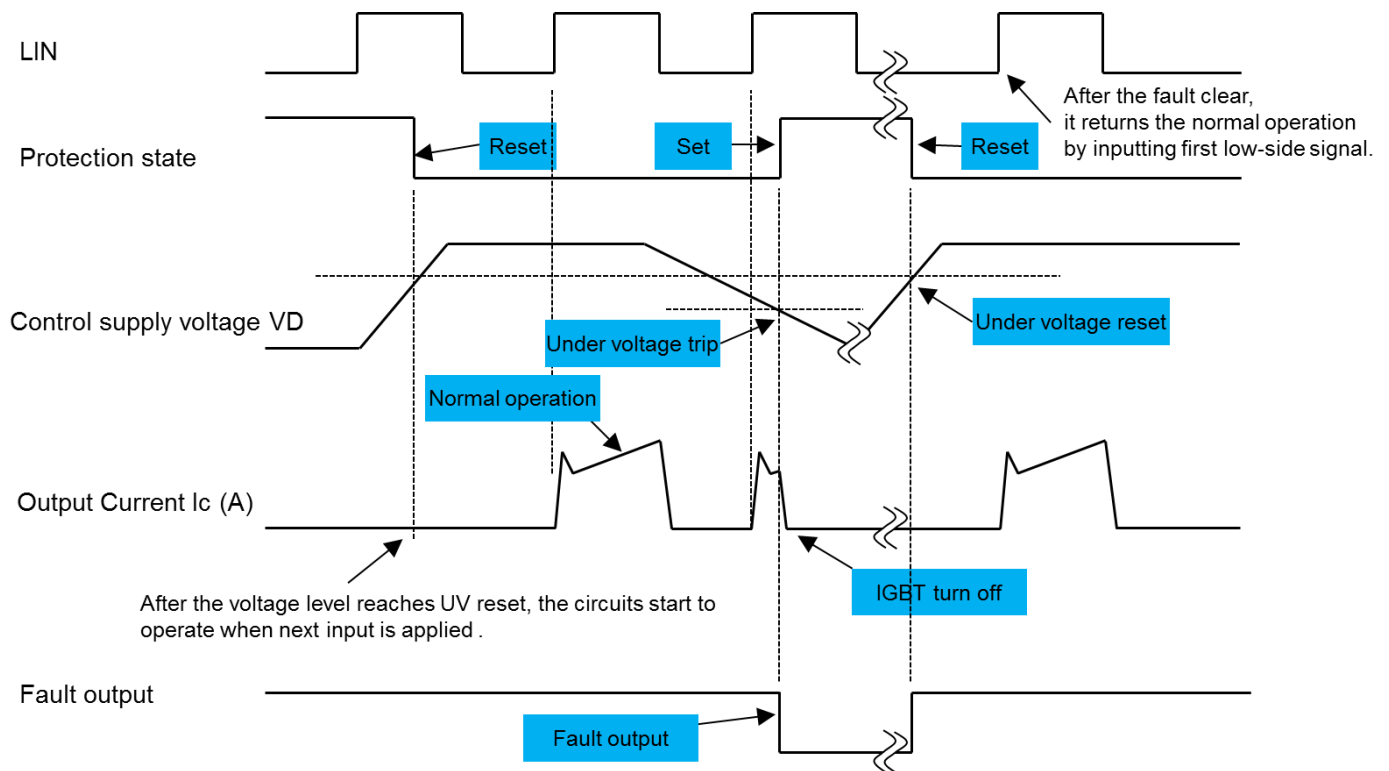 LIN
After the fault clear,
it returns the normal operation
by inputting first low-side signal.
Protection state
Reset
Set
Reset
Control supply voltage VD
Under voltage trip
Under voltage reset
Normal operation
Output Current Ic (A)
IGBT turn off
After the voltage level reaches UV reset, the circuits start to
operate when next input is applied .
Fault output
Fault output